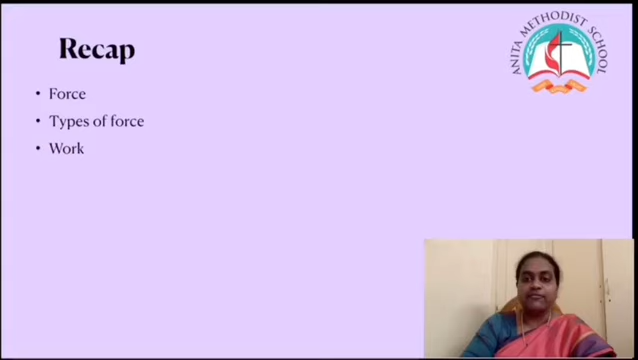 Recap
ANITA METHODIST SCHOOL
• Force
• Types of force
• Work